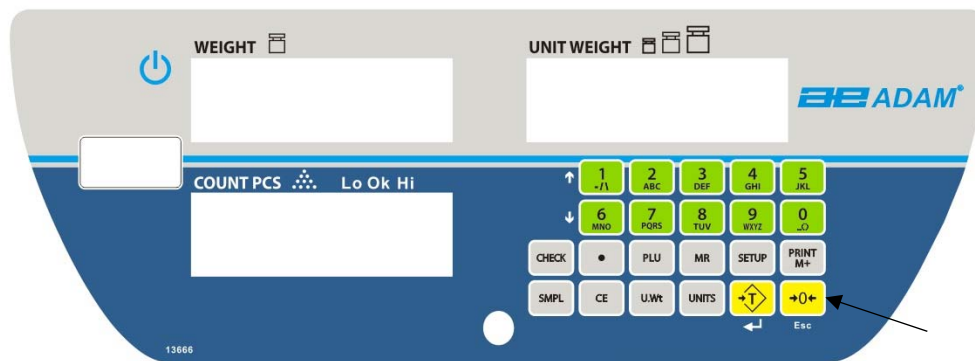 WEIGHT
UNIT WEIGHT
ae ADAM®
COUNT PCS Lo Ok Hi
1 2 3 4 5
-/\ ABC DEF GHI JKL
6 7 8 9 0
MNO PQRS TUV WXYZ _O
CHECK • PLU MR SETUP PRINT M+
SMPL CE U.Wt UNITS →T← →0←
Esc
13666